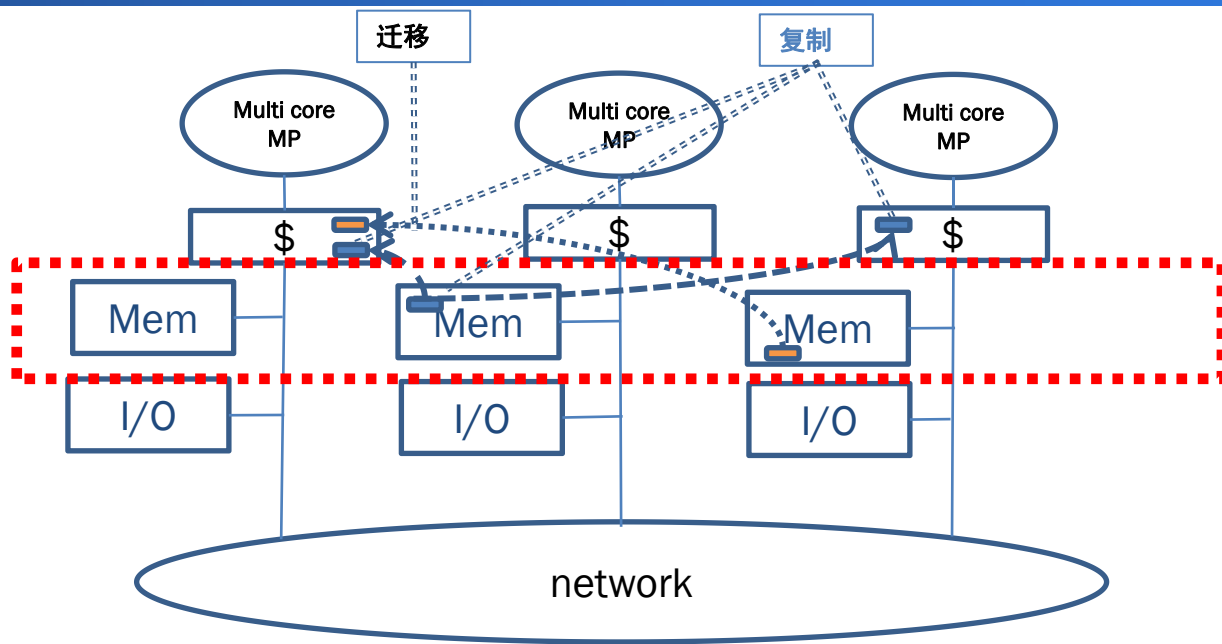 迁移
复制
Multi core
MP
Multi core
MP
Multi core
MP
$
$
$
Mem
Mem
Mem
I/O
I/O
I/O
network